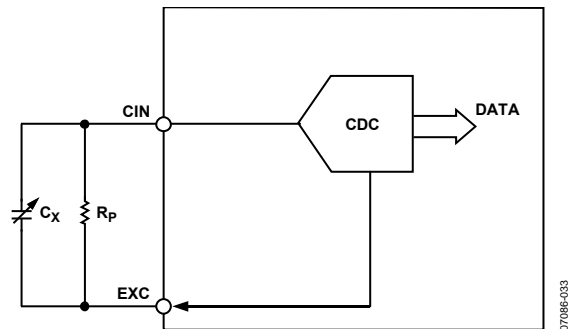 CIN
CDC
DATA
CX
RP
EXC
07086-033